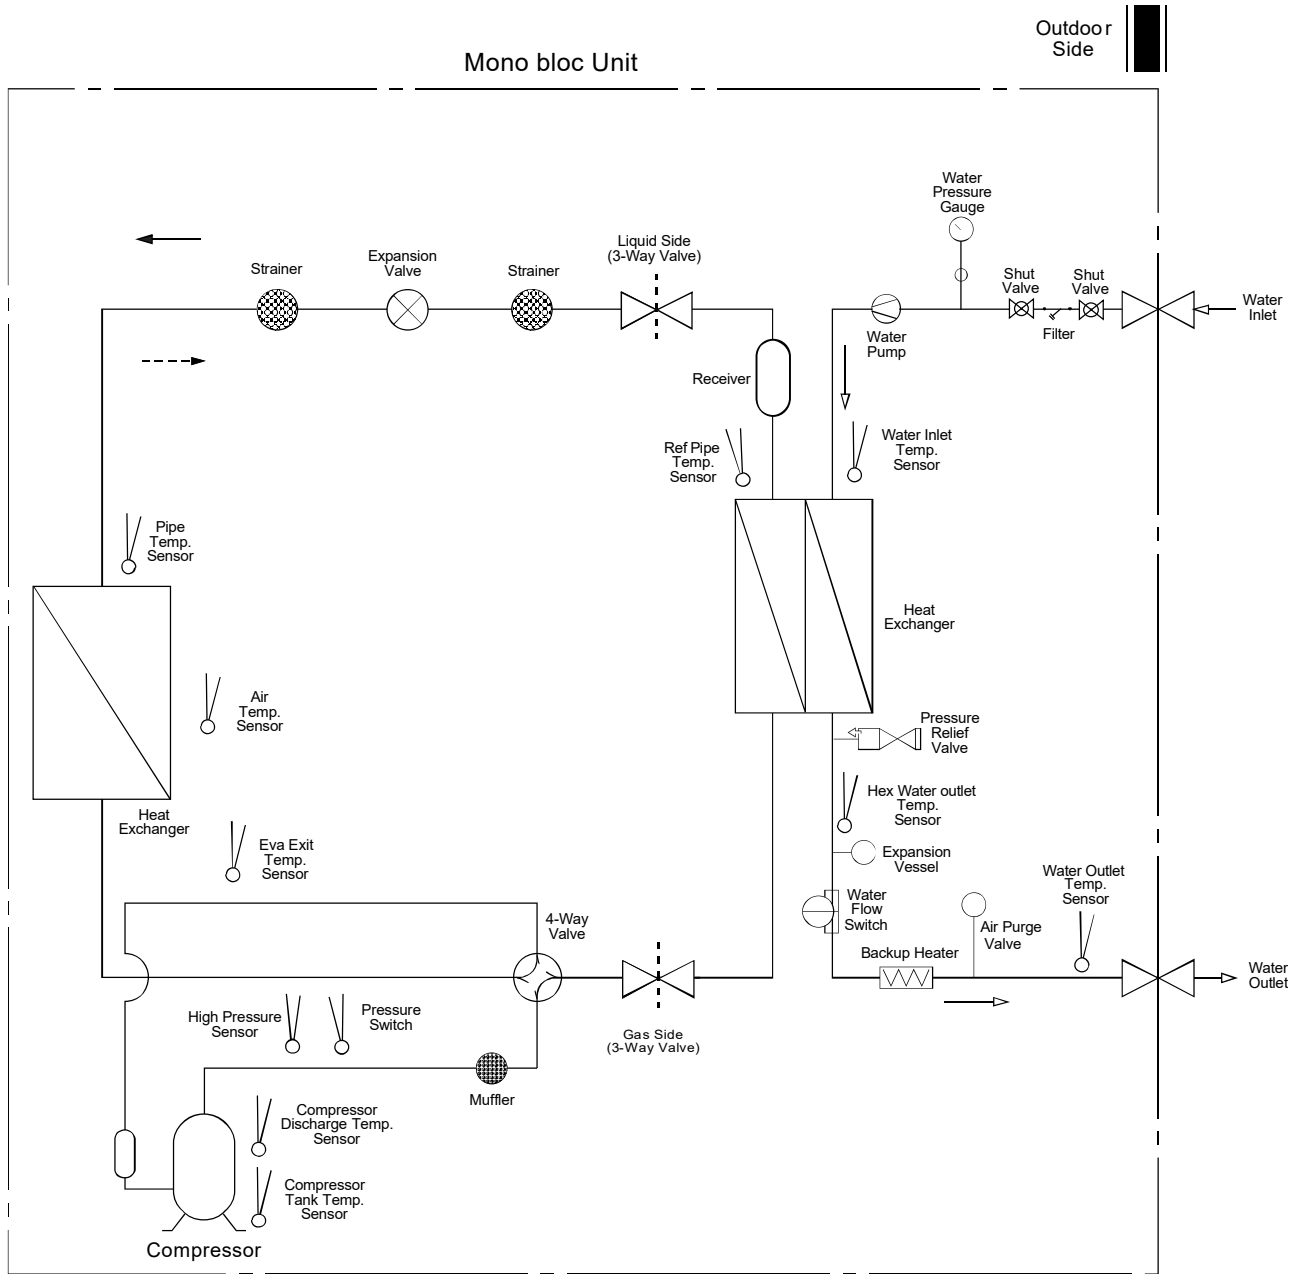 Outdoor
Side
Mono bloc Unit
Water
Pressure
Gauge
Liquid Side
(3-Way Valve)
Expansion
Valve
Strainer
Strainer
Shut
Valve
Shut
Valve
Water
Inlet
Filter
Water
Pump
Receiver
Ref Pipe
Temp.
Sensor
Water Inlet
Temp.
Sensor
Pipe
Temp.
Sensor
Heat
Exchanger
Air
Temp.
Sensor
Pressure
Relief
Valve
Hex Water outlet
Temp.
Sensor
Heat
Exchanger
Eva Exit
Temp.
Sensor
Expansion
Vessel
Water Outlet
Temp.
Sensor
Water
Flow
Switch
4-Way
Valve
Air Purge
Valve
Backup Heater
Water
Outlet
High Pressure
Sensor
Pressure
Switch
Gas Side
(3-Way Valve)
Muffler
Compressor
Discharge Temp.
Sensor
Compressor
Tank Temp.
Sensor
Compressor